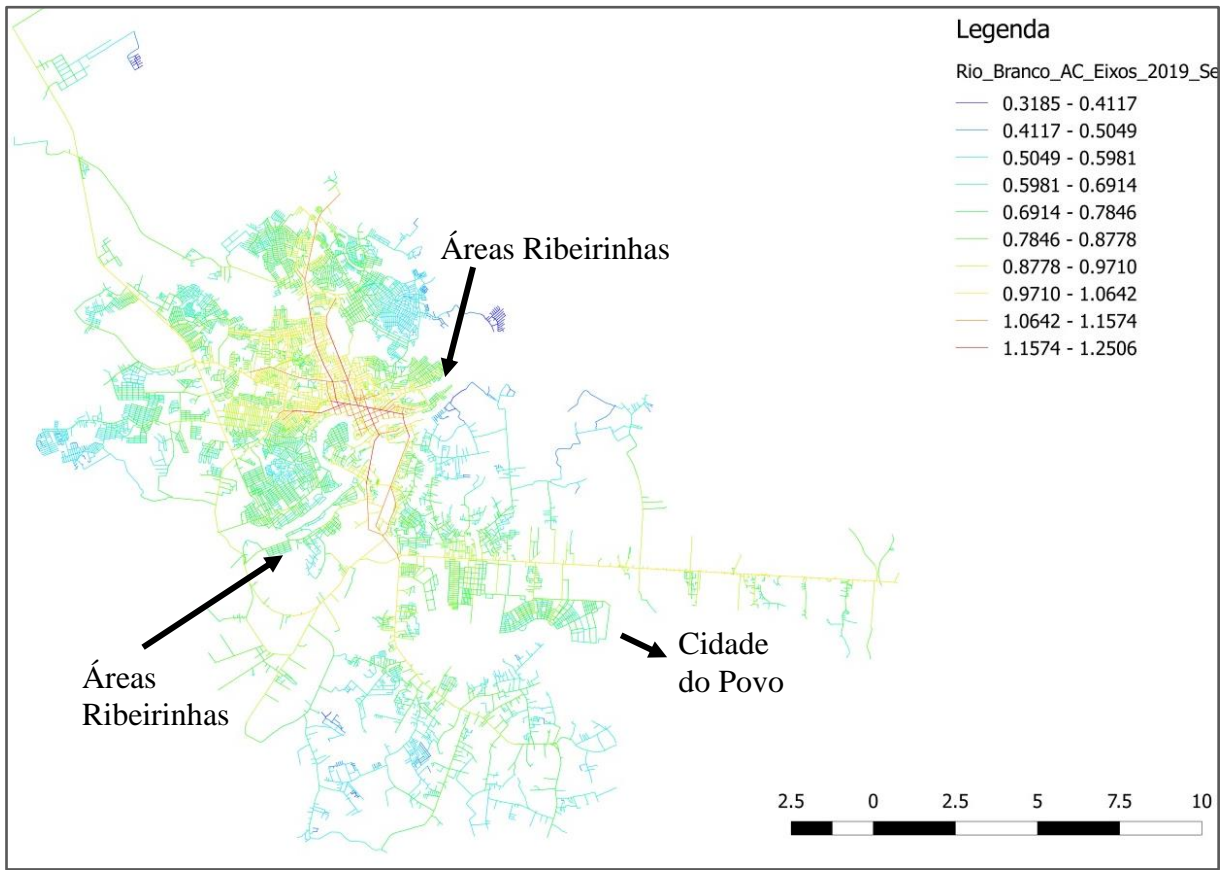 Legenda
Rio_Branco_AC_Eixos_2019_Se
0.3185 - 0.4117
0.4117 - 0.5049
0.5049 - 0.5981
0.5981 - 0.6914
0.6914 - 0.7846
0.7846 - 0.8778
0.8778 - 0.9710
0.9710 - 1.0642
1.0642 - 1.1574
1.1574 - 1.2506
Áreas Ribeirinhas
Áreas
Ribeirinhas
Cidade
do Povo
2.5 0 2.5 5 7.5 10